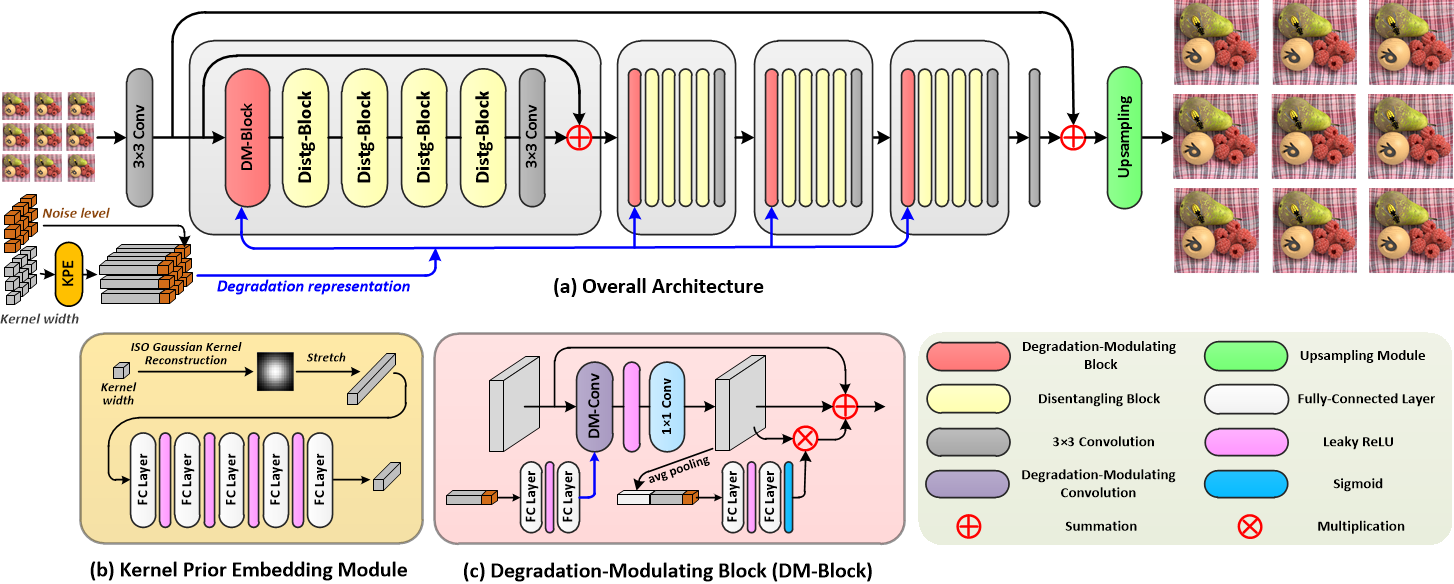 3×3 Conv
DM-Block
Distg-Block
Distg-Block
Distg-Block
Distg-Block
3×3 Conv
Upsampling
Noise level
KPE
Kernel width
Degradation representation
(a) Overall Architecture
ISO Gaussian Kernel
Reconstruction
Stretch
Kernel
width
FC Layer
FC Layer
FC Layer
FC Layer
FC Layer
(b) Kernel Prior Embedding Module
DM-Conv
1×1 Conv
avg pooling
FC Layer
FC Layer
FC Layer
FC Layer
(c) Degradation-Modulating Block (DM-Block)
Degradation-Modulating
Block
Upsampling Module
Disentangling Block
Fully-Connected Layer
3×3 Convolution
Leaky ReLU
Degradation-Modulating
Convolution
Sigmoid
Summation
Multiplication